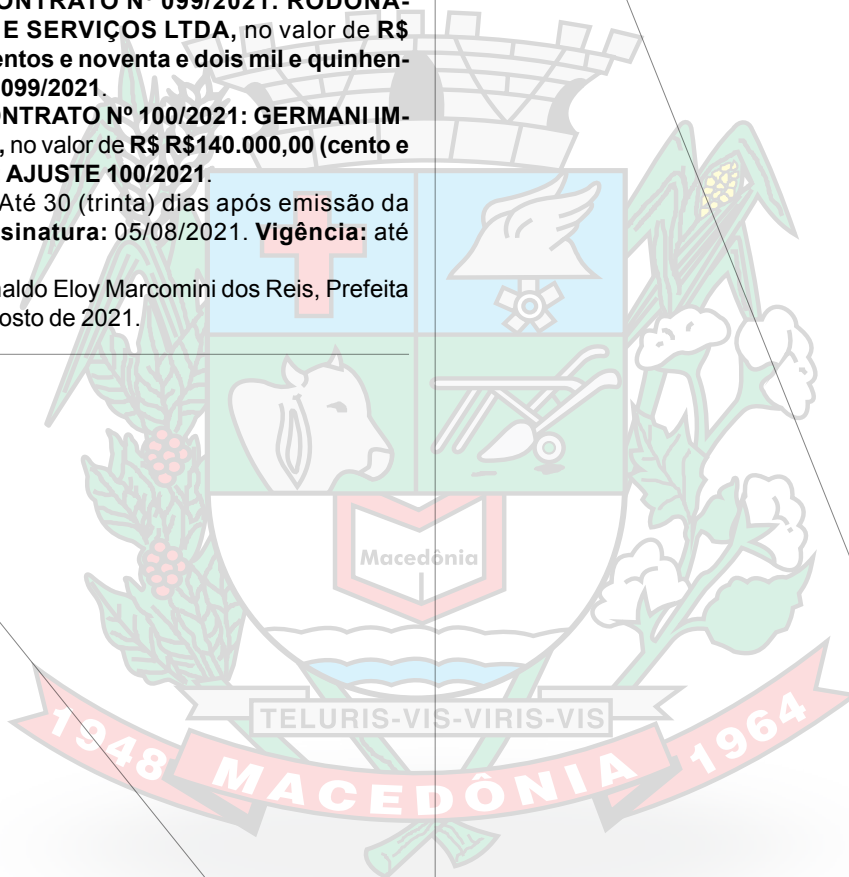 CONTRATO Nº 099/2021: RODONA-
E SERVIÇOS LTDA, no valor de R$
entos e noventa e dois mil e quinhen-
099/2021.
ONTRATO Nº 100/2021: GERMANI IM-
, no valor de R$ R$140.000,00 (cento e
AJUSTE 100/2021.
Até 30 (trinta) dias após emissão da
sinatura: 05/08/2021. Vigência: até
aldo Eloy Marcomini dos Reis, Prefeita
osto de 2021.
Macedônia
TELURIS-VIS-VIRIS-VIS
1948 MACEDÔNIA 1964